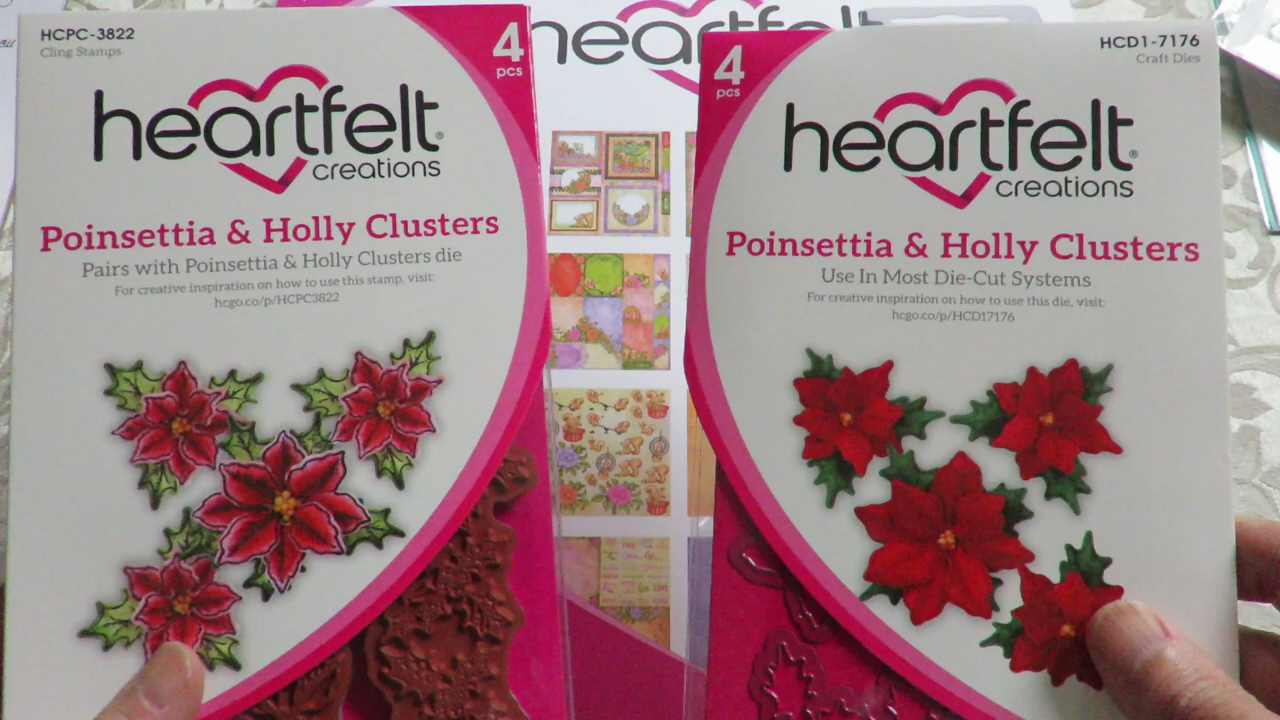 HCPC-3822
Cling Stamps
4
pcs
heartfelt
creations
Poinsettia & Holly Clusters
Pairs with Poinsettia & Holly Clusters die
For creative inspiration on how to use this stamp, visit:
hcgo.co/p/HCPC3822
heartfelt
4
pcs
HCD1-7176
Craft Dies
heartfelt
creations
Poinsettia & Holly Clusters
Use In Most Die-Cut Systems
For creative inspiration on how to use this die, visit:
hcgo.co/p/HCD17176